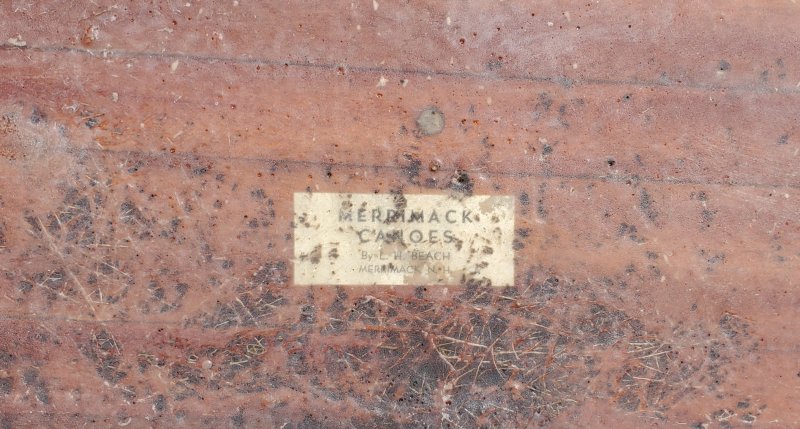 MERRIMACK
CANOES
By L. H. BEACH
MERRIMACK, N. H.